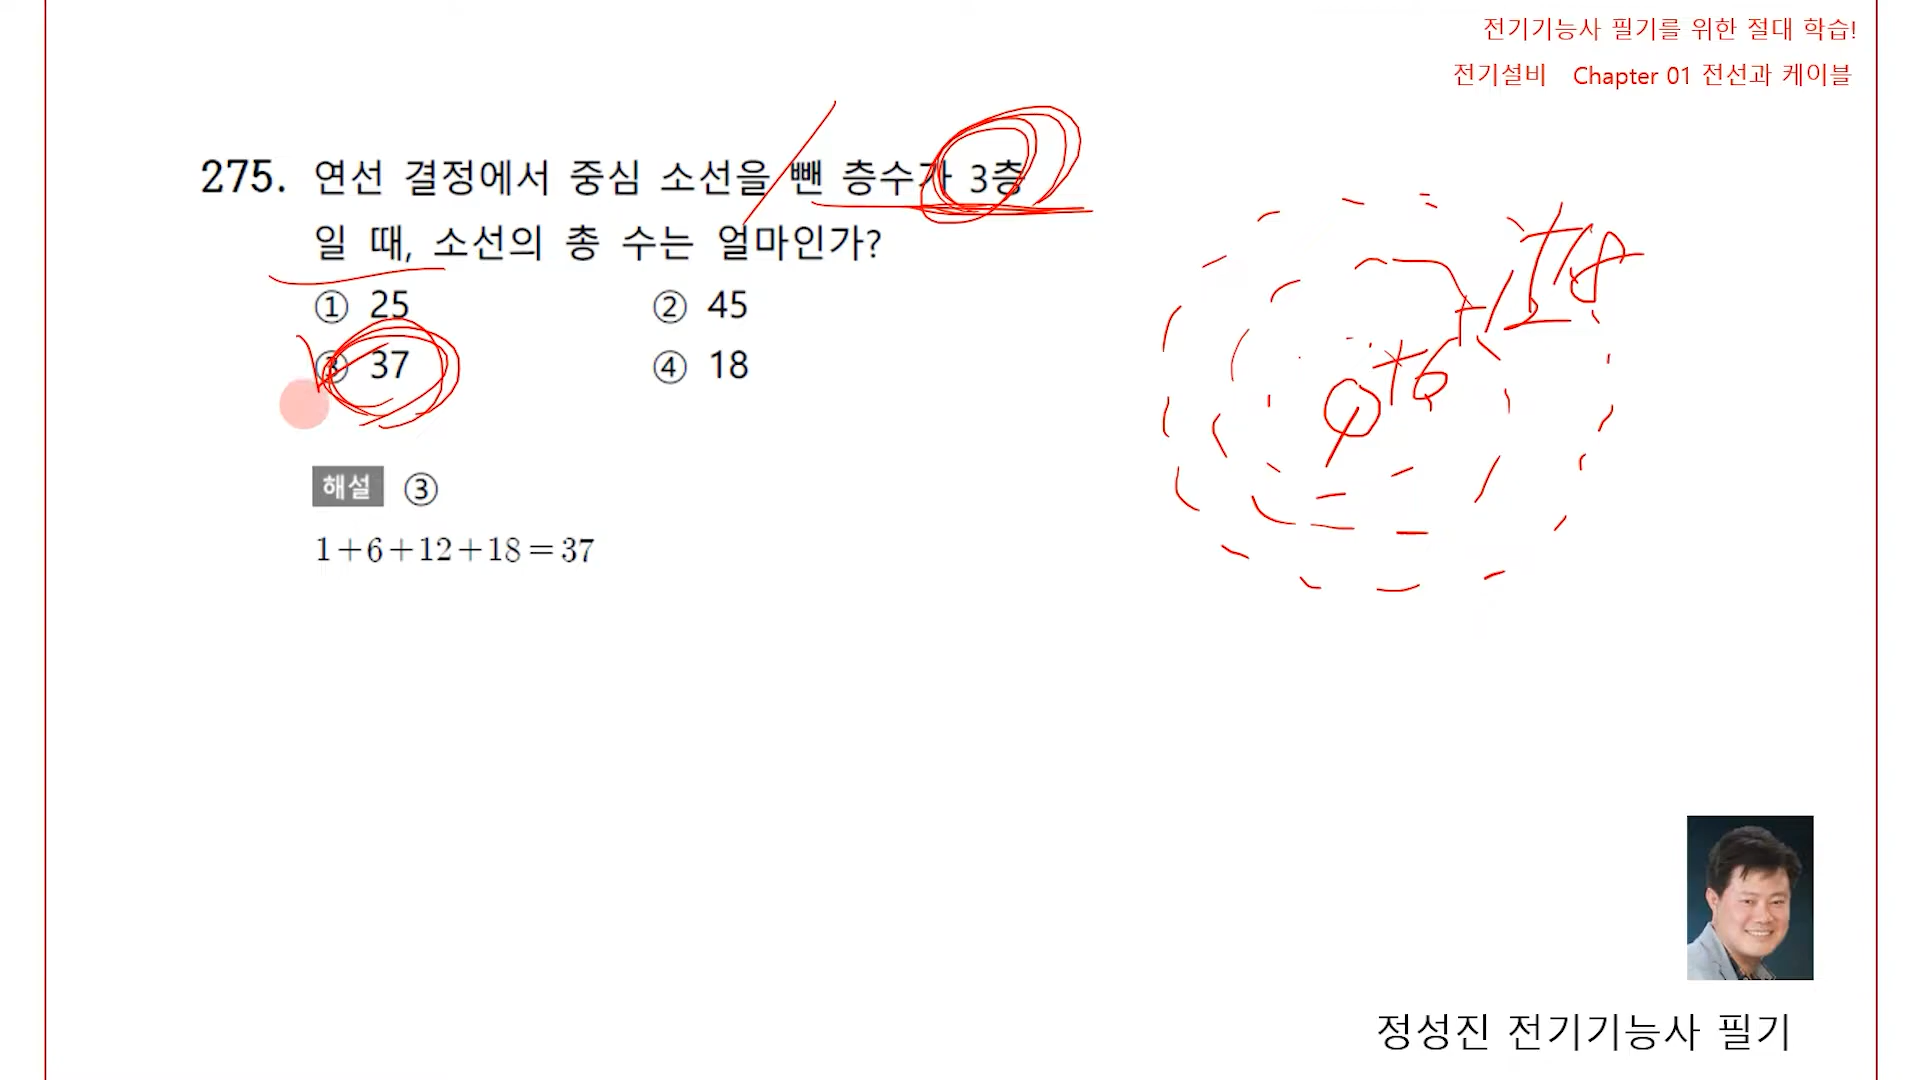 전기기능사 필기를 위한 절대 학습!
전기설비 Chapter 01 전선과 케이블
275. 연선 결정에서 중심 소선을 뺀 층수가 3층
일 때, 소선의 총 수는 얼마인가?
① 25 ② 45
③ 37 ④ 18
+18
+12
+6
해설 ③
1+6+12+18=37
정성진 전기기능사 필기